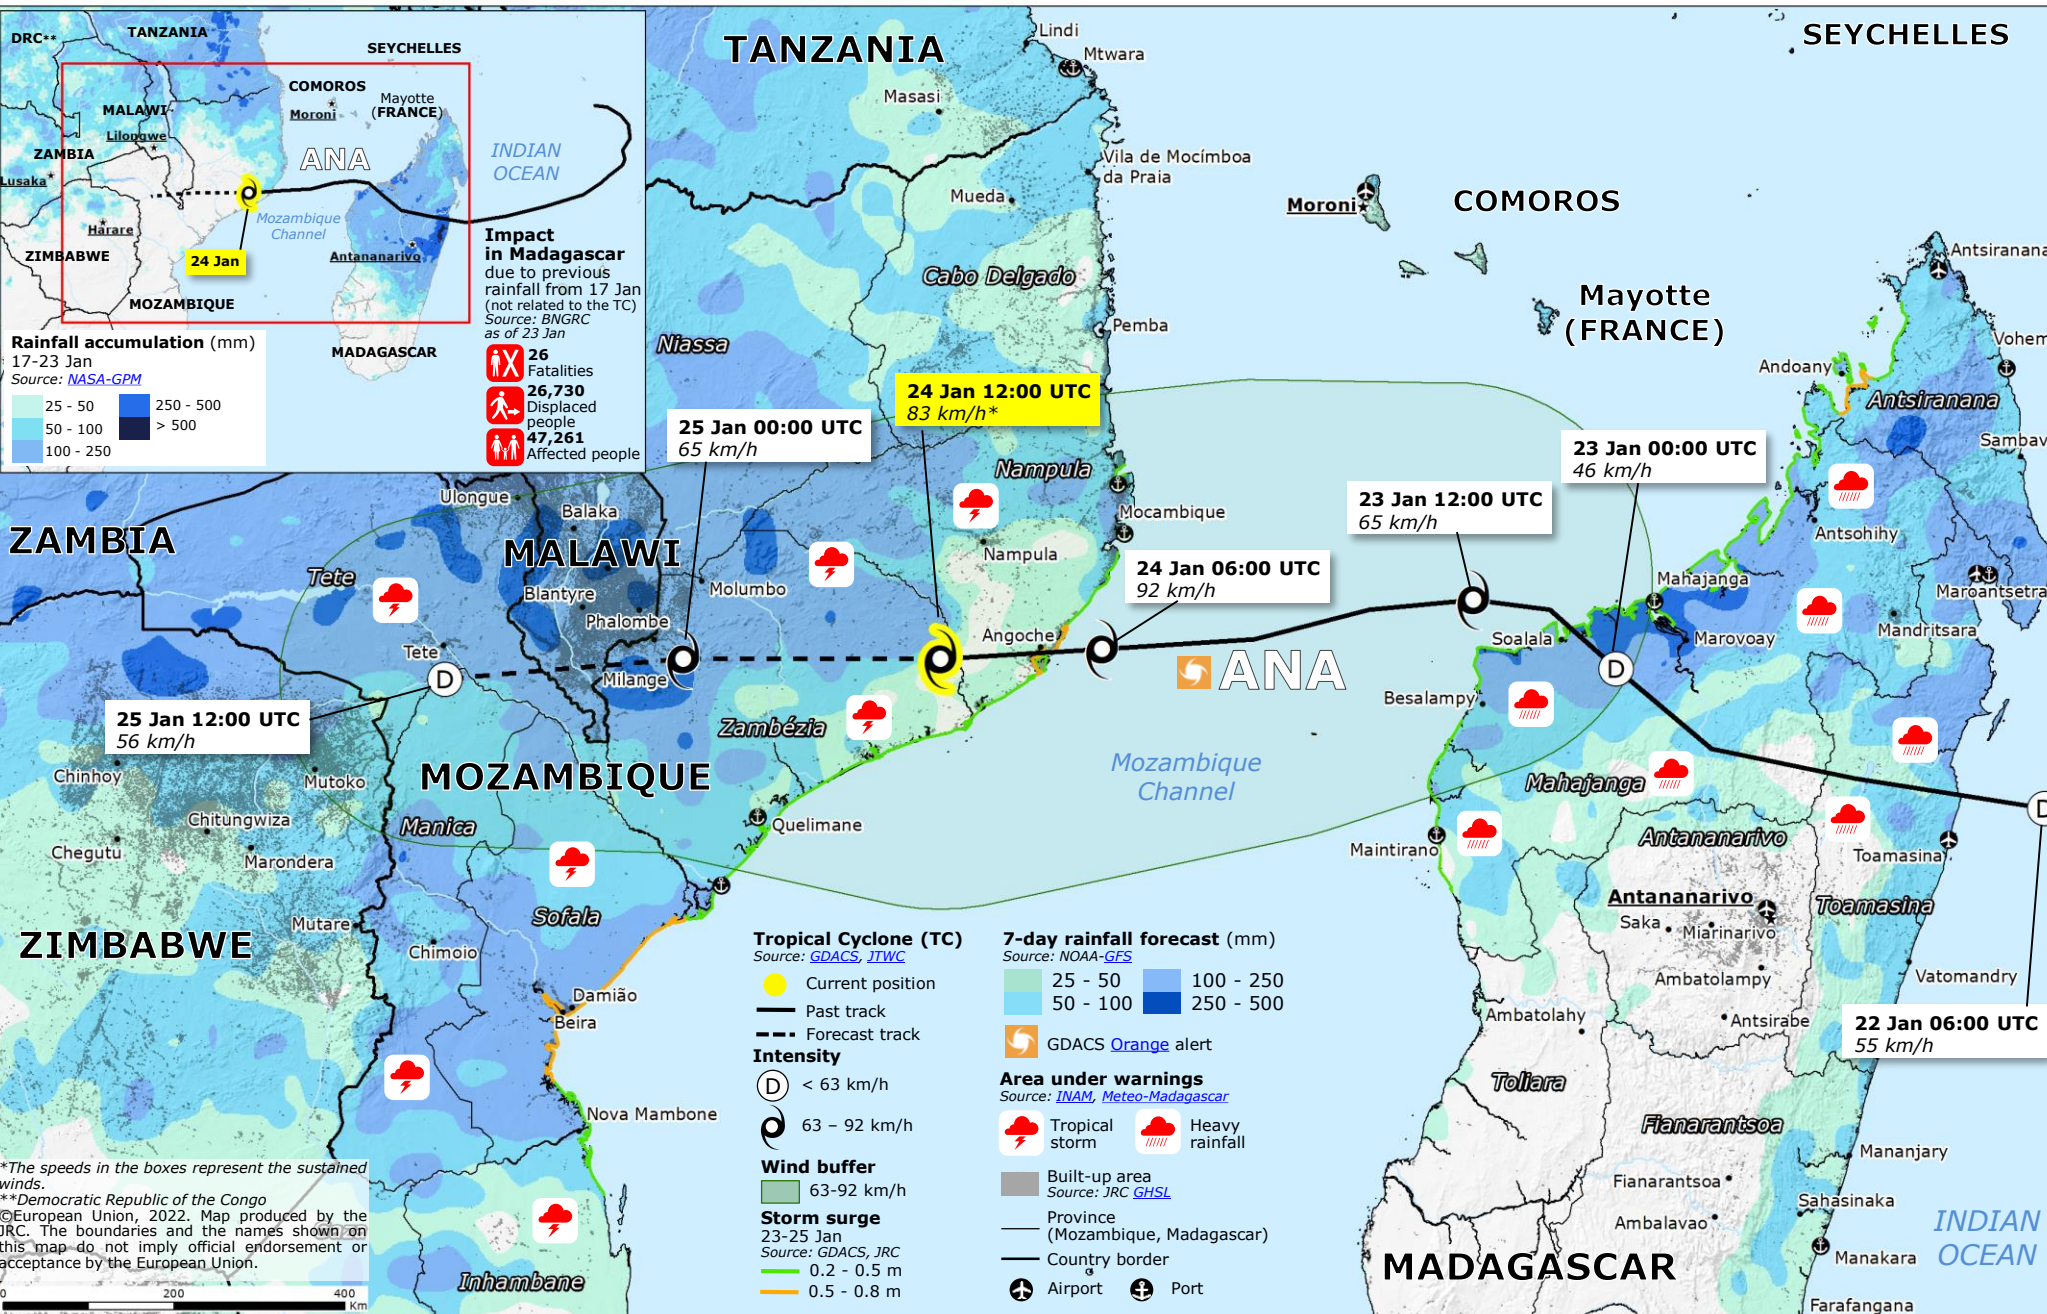 DRC**
TANZANIA
SEYCHELLES
COMOROS
Moroni
Mayotte
(FRANCE)
MALAWI
Lilongwe
ZAMBIA
Lusaka
ANA
INDIAN
OCEAN
Harare
Mozambique
Channel
ZIMBABWE
24 Jan
Antananarivo
MOZAMBIQUE
MADAGASCAR
Impact
in Madagascar
due to previous
rainfall from 17 Jan
(not related to the TC)
Source: BNGRC
as of 23 Jan
26
Fatalities
26,730
Displaced
people
47,261
Affected people
Rainfall accumulation (mm)
17-23 Jan
Source: NASA-GPM
25 - 50
50 - 100
100 - 250
250 - 500
> 500
TANZANIA
Lindi
Mtwara
Masasi
SEYCHELLES
Vila de Mocímboa
da Praia
Mueda
Moroni
COMOROS
Cabo Delgado
Mayotte
(FRANCE)
Antsiranana
Pemba
Niassa
Vohem
Andoany
Antsiranana
Sambav
24 Jan 12:00 UTC
83 km/h*
25 Jan 00:00 UTC
65 km/h
23 Jan 00:00 UTC
46 km/h
23 Jan 12:00 UTC
65 km/h
24 Jan 06:00 UTC
92 km/h
Nampula
Ulongue
Balaka
Mocambique
Nampula
ZAMBIA
MALAWI
Antsohihy
Tete
Blantyre
Molumbo
Phalombe
Mahajanga
Maroantsetra
Mandritsara
Angoche
Soalala
Marovoay
Tete
D
Milange
ANA
D
Besalampy
25 Jan 12:00 UTC
56 km/h
Zambézia
Chinhoy
Mutoko
MOZAMBIQUE
Mozambique
Channel
Mahajanga
D
Chitungwiza
Manica
Quelimane
Chegutu
Marondera
Maintirano
Antananarivo
Toamasina
Antananarivo
Toamasina
Saka
Miarinarivo
Mutare
Sofala
ZIMBABWE
Chimoio
Ambatolampy
Vatomandry
Damião
Beira
Ambatolahy
Antsirabe
22 Jan 06:00 UTC
55 km/h
Toliara
Nova Mambone
Fianarantsoa
Mananjary
Fianarantsoa
Sahasinaka
Ambalavao
INDIAN
OCEAN
Manakara
MADAGASCAR
Inhambane
Farafangana
Tropical Cyclone (TC)
Source: GDACS, JTWC
Current position
Past track
Forecast track
Intensity
D
< 63 km/h
63 – 92 km/h
Wind buffer
63-92 km/h
Storm surge
23-25 Jan
Source: GDACS, JRC
0.2 - 0.5 m
0.5 - 0.8 m
7-day rainfall forecast (mm)
Source: NOAA-GFS
25 - 50
50 - 100
100 - 250
250 - 500
GDACS Orange alert
Area under warnings
Source: INAM, Meteo-Madagascar
Tropical
storm
Heavy
rainfall
Built-up area
Source: JRC GHSL
Province
(Mozambique, Madagascar)
Country border
Airport
Port
*The speeds in the boxes represent the sustained
winds.
**Democratic Republic of the Congo
©European Union, 2022. Map produced by the
JRC. The boundaries and the names shown on
this map do not imply official endorsement or
acceptance by the European Union.
0
200
400
Km